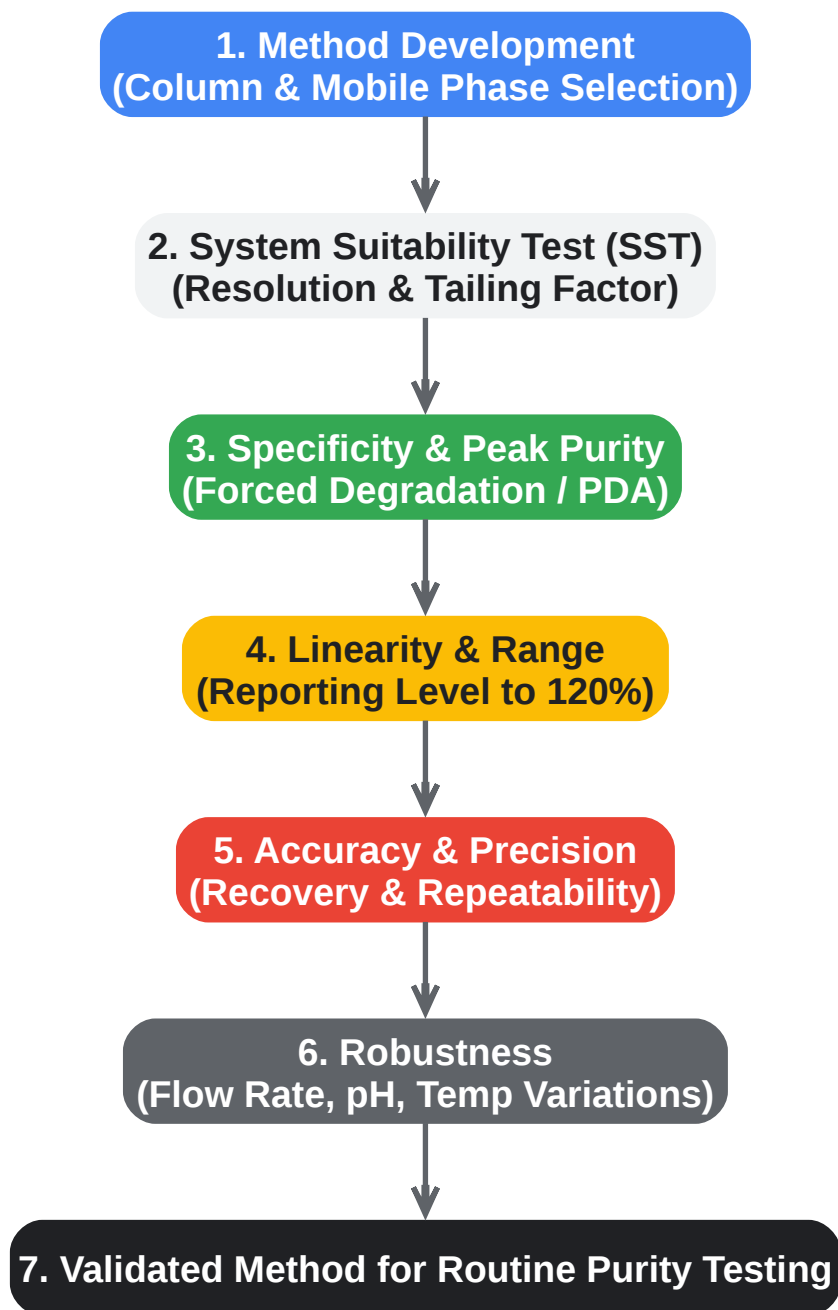 1. Method Development
(Column & Mobile Phase Selection)
2. System Suitability Test (SST)
(Resolution & Tailing Factor)
3. Specificity & Peak Purity
(Forced Degradation / PDA)
4. Linearity & Range
(Reporting Level to 120%)
5. Accuracy & Precision
(Recovery & Repeatability)
6. Robustness
(Flow Rate, pH, Temp Variations)
7. Validated Method for Routine Purity Testing